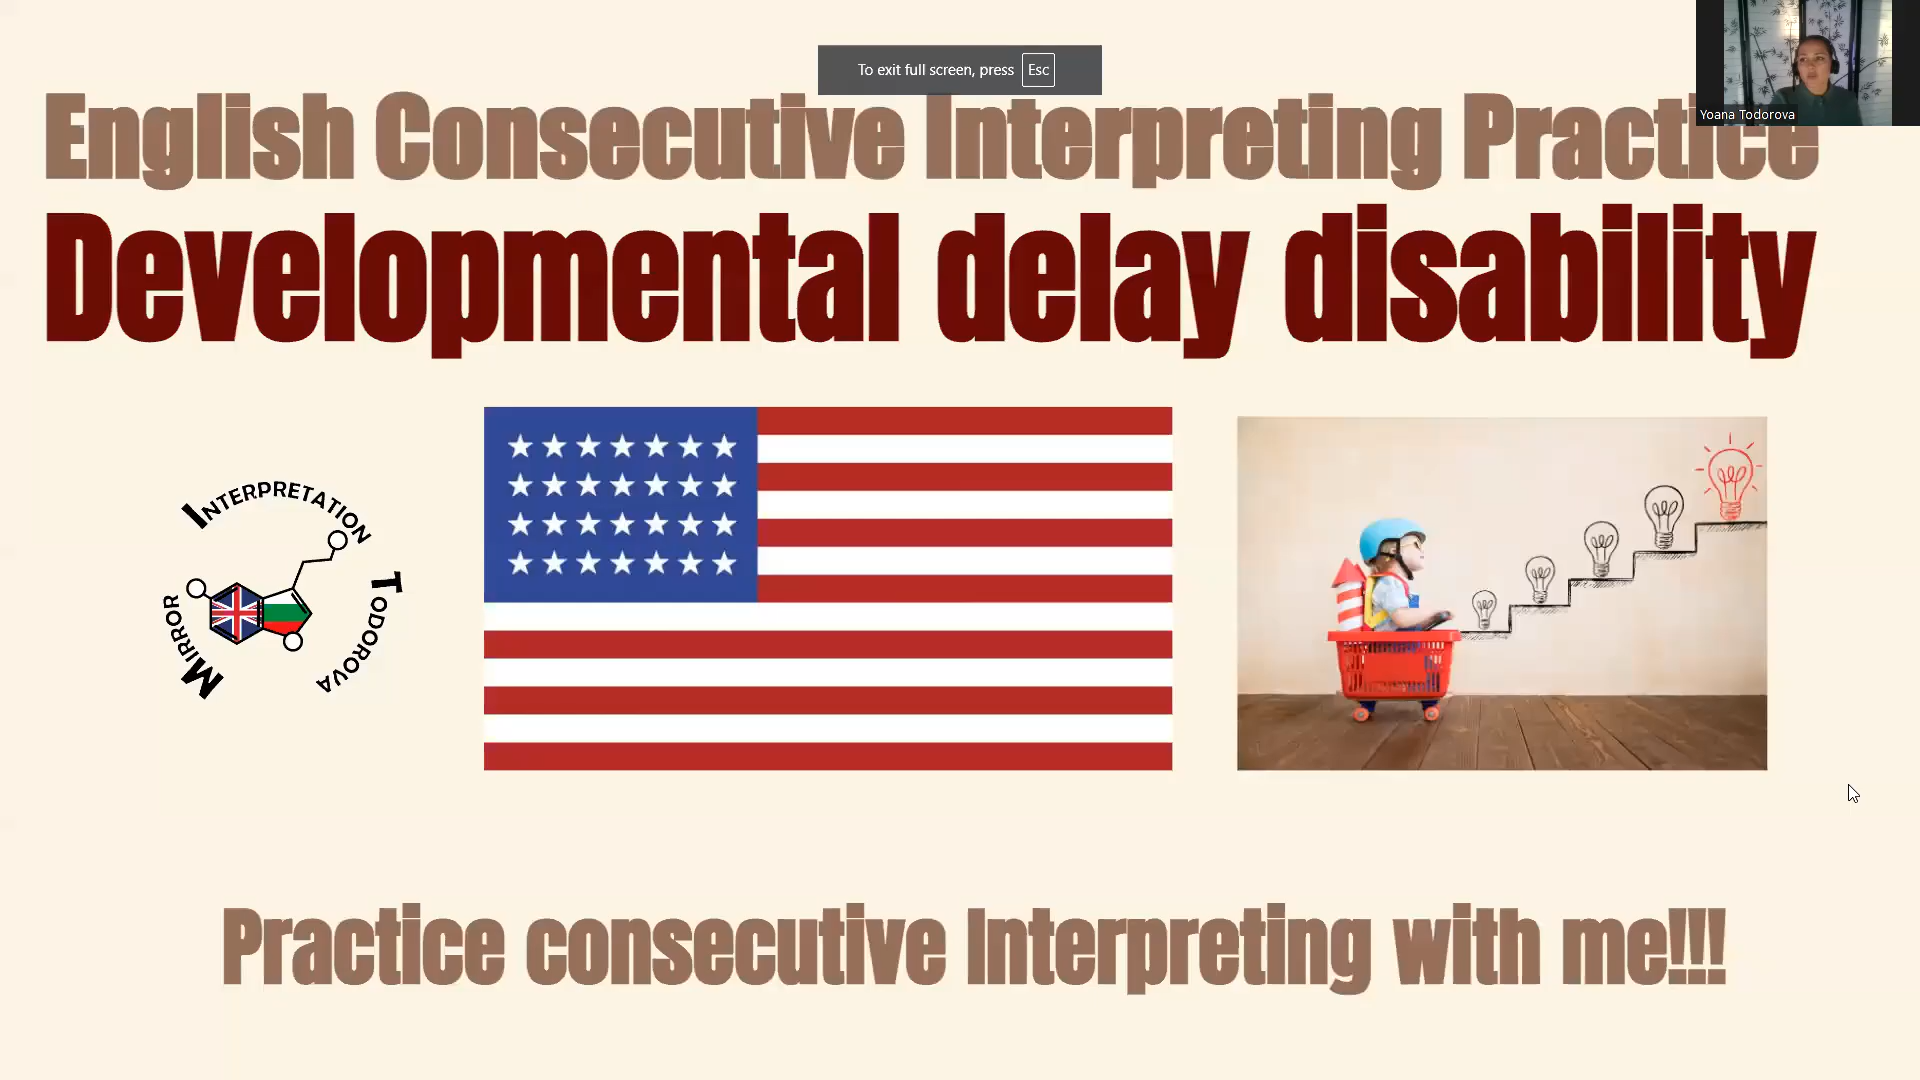 To exit full screen, press Esc
Yoana Todorova
English Consecutive Interpreting Practice
Developmental delay disability
INTERPRETATION
MIRROR
TODOROVA
Practice consecutive Interpreting with me!!!